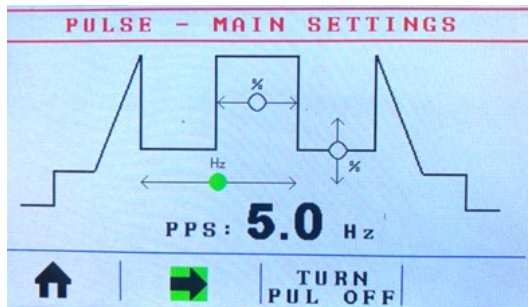 PULSE - MAIN SETTINGS
%
%
Hz
PPS: 5.0 Hz
TURN
PUL OFF